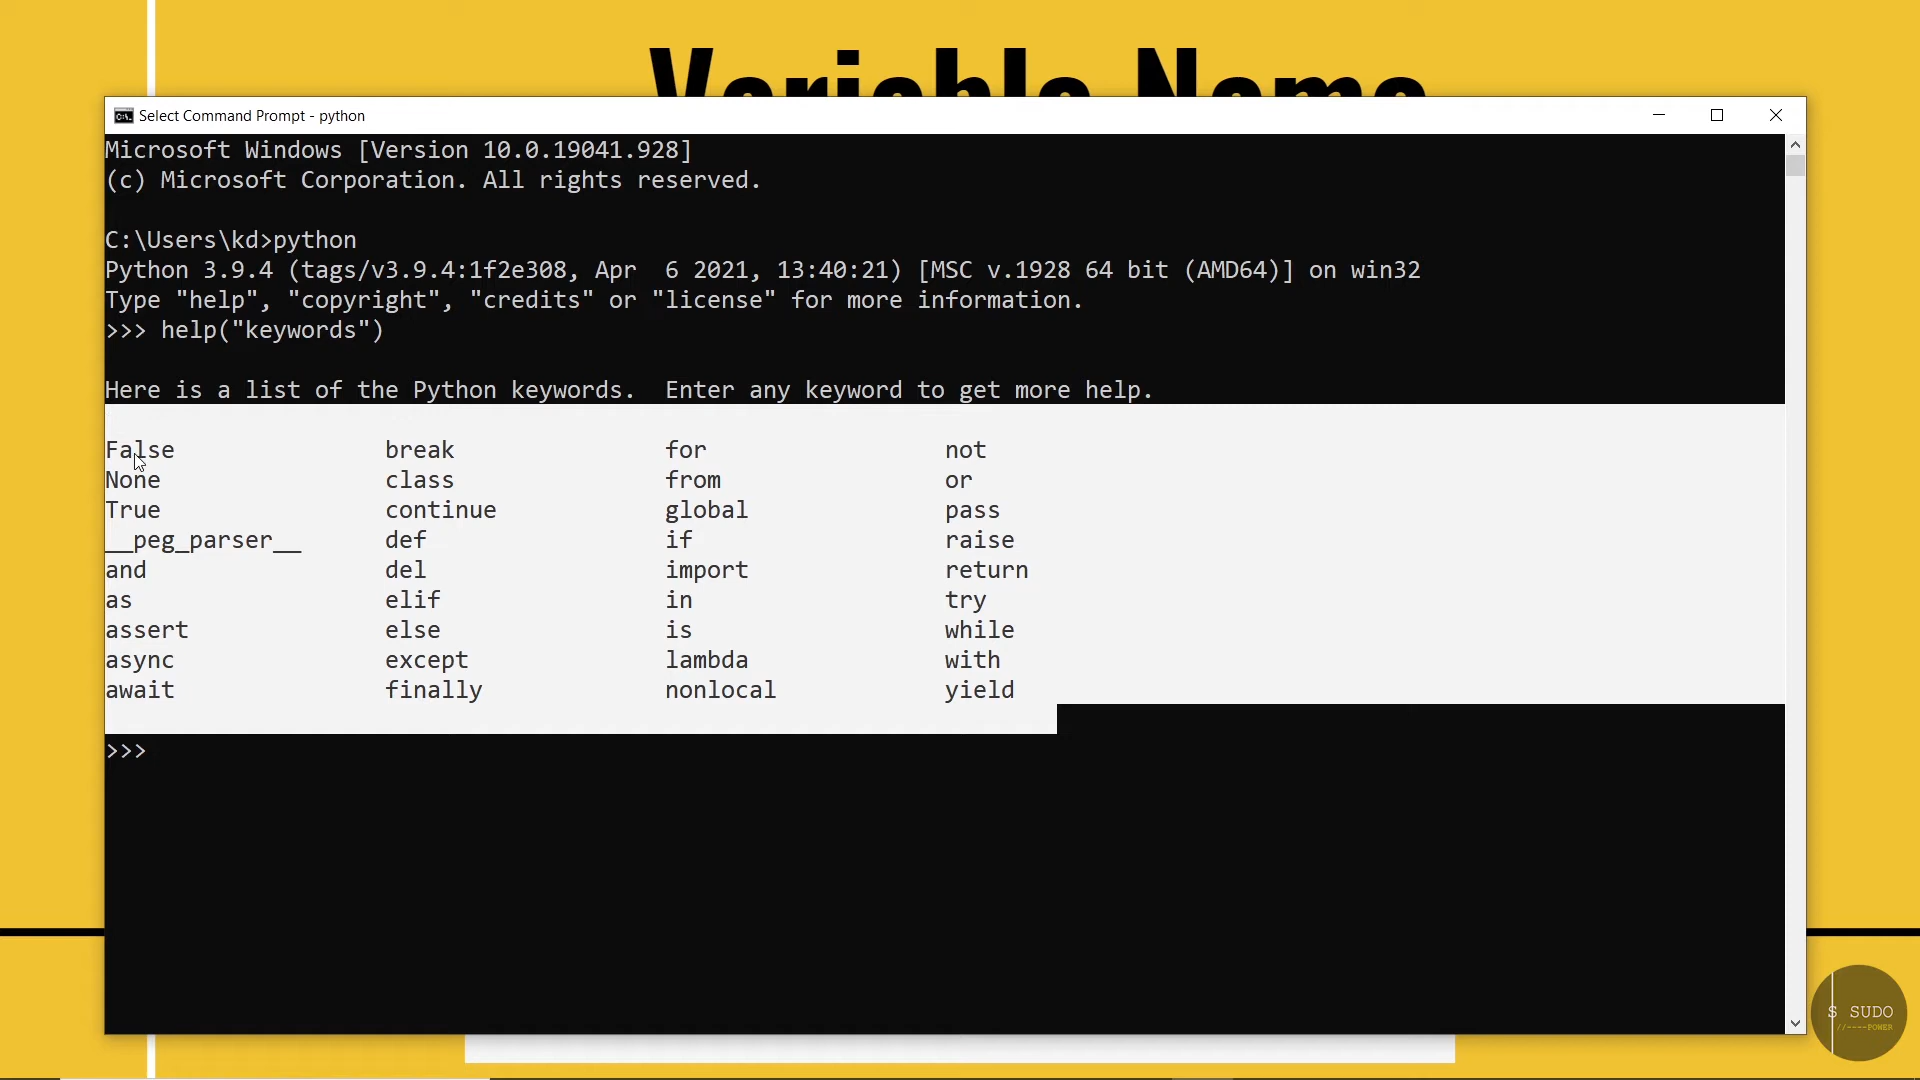 Variable Name
Select Command Prompt - python
Microsoft Windows [Version 10.0.19041.928]
(c) Microsoft Corporation. All rights reserved.
C:\Users\kd>python
Python 3.9.4 (tags/v3.9.4:1f2e308, Apr  6 2021, 13:40:21) [MSC v.1928 64 bit (AMD64)] on win32
Type "help", "copyright", "credits" or "license" for more information.
>>> help("keywords")
Here is a list of the Python keywords.  Enter any keyword to get more help.
False break for not
None class from or
True continue global pass
__peg_parser__ def if raise
and del import return
as elif in try
assert else is while
async except lambda with
await finally nonlocal yield
>>>
$ SUDO
//----POWER